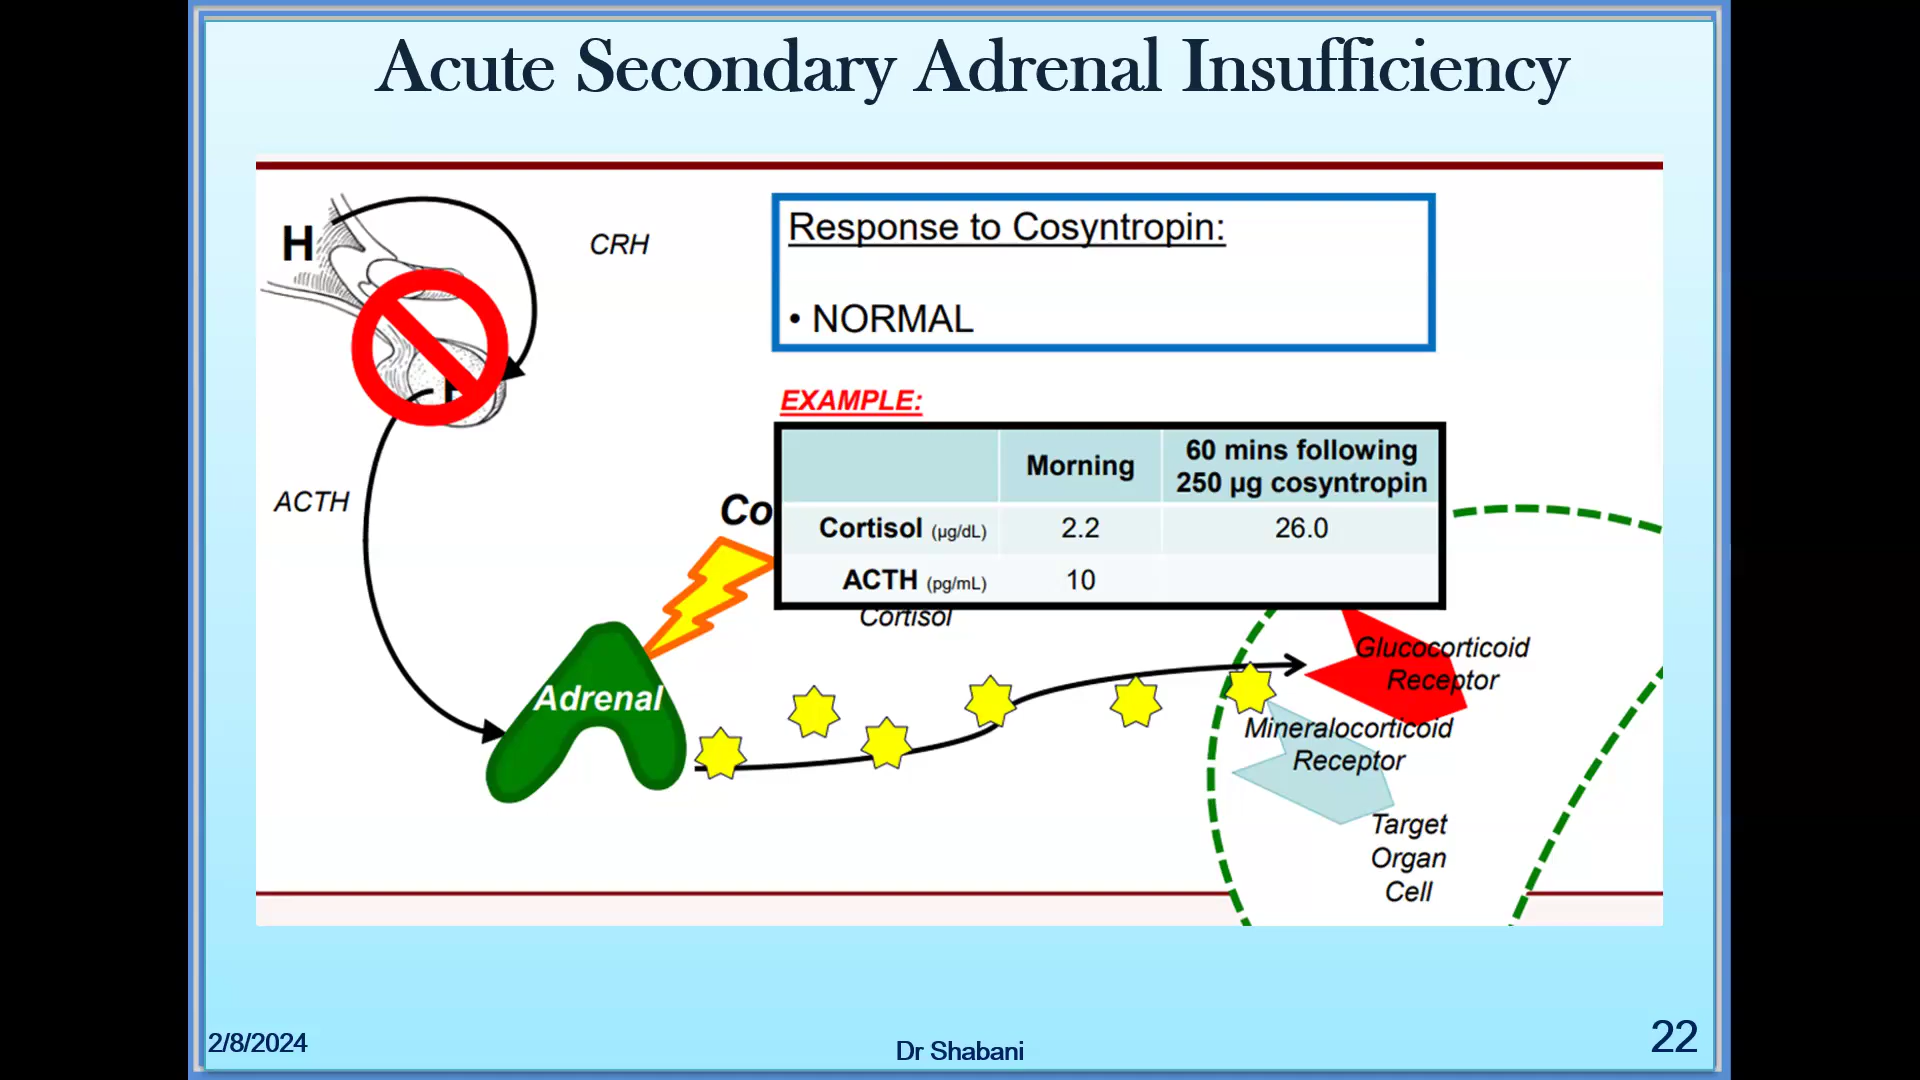 Acute Secondary Adrenal Insufficiency
H
CRH
Response to Cosyntropin:
• NORMAL
EXAMPLE:
Morning
60 mins following
250 µg cosyntropin
Cortisol (µg/dL) 2.2 26.0
ACTH (pg/mL) 10
ACTH
Co
Cortisol
Adrenal
Glucocorticoid
Receptor
Mineralocorticoid
Receptor
Target
Organ
Cell
2/8/2024
Dr Shabani
22